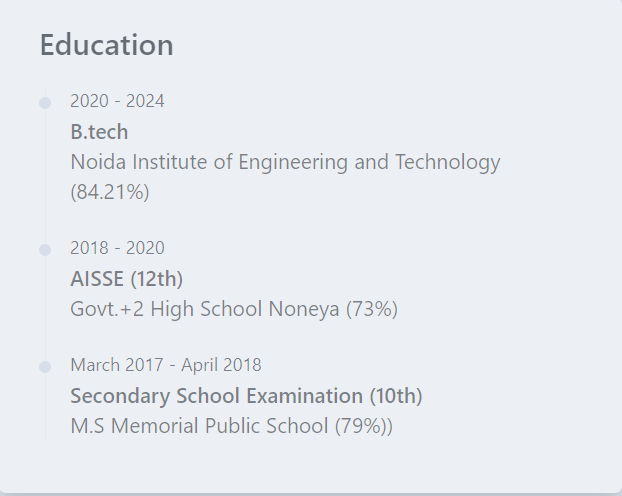 Education
2020 - 2024
B.tech
Noida Institute of Engineering and Technology
(84.21%)
2018 - 2020
AISSE (12th)
Govt.+2 High School Noneya (73%)
March 2017 - April 2018
Secondary School Examination (10th)
M.S Memorial Public School (79%))